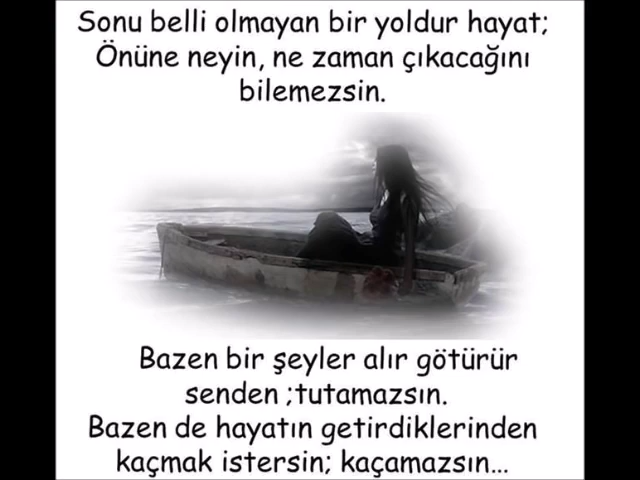 Sonu belli olmayan bir yoldur hayat;
Önüne neyin, ne zaman çıkacağını
bilemezsin.
Bazen bir şeyler alır götürür
senden ;tutamazsın.
Bazen de hayatın getirdiklerinden
kaçmak istersin; kaçamazsın...